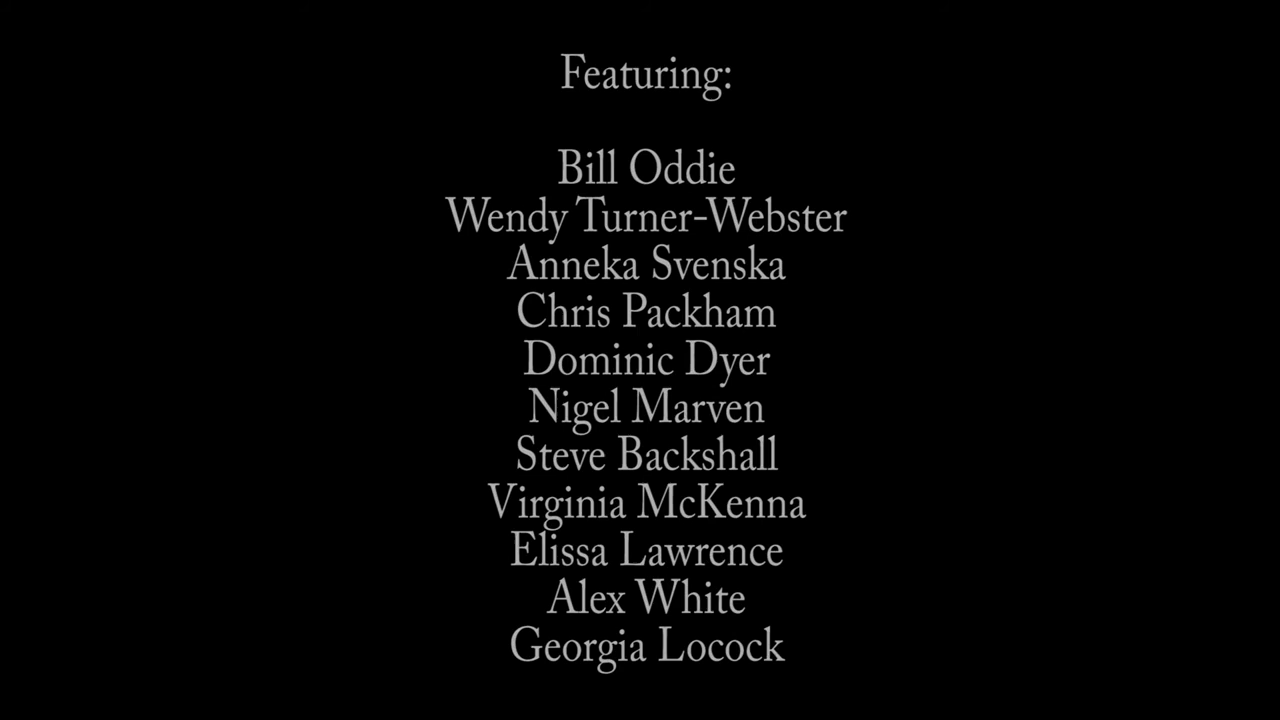 Featuring:
Bill Oddie
Wendy Turner-Webster
Anneka Svenska
Chris Packham
Dominic Dyer
Nigel Marven
Steve Backshall
Virginia McKenna
Elissa Lawrence
Alex White
Georgia Locock